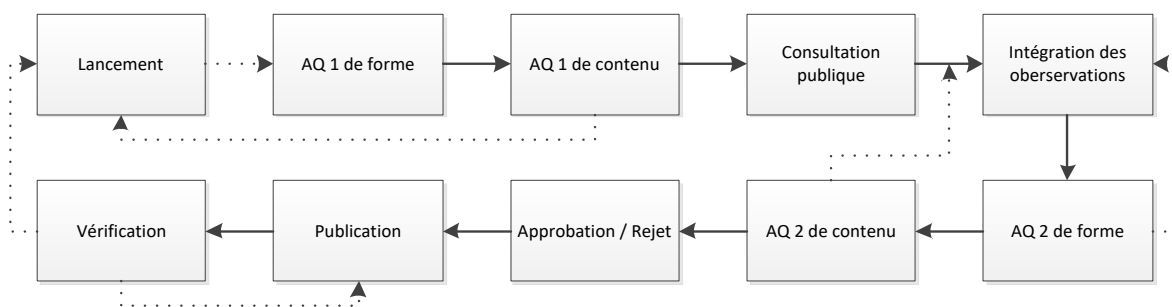 Lancement
AQ 1 de forme
AQ 1 de contenu
Consultation
publique
Intégration des
oberservations
Vérification
Publication
Approbation / Rejet
AQ 2 de contenu
AQ 2 de forme